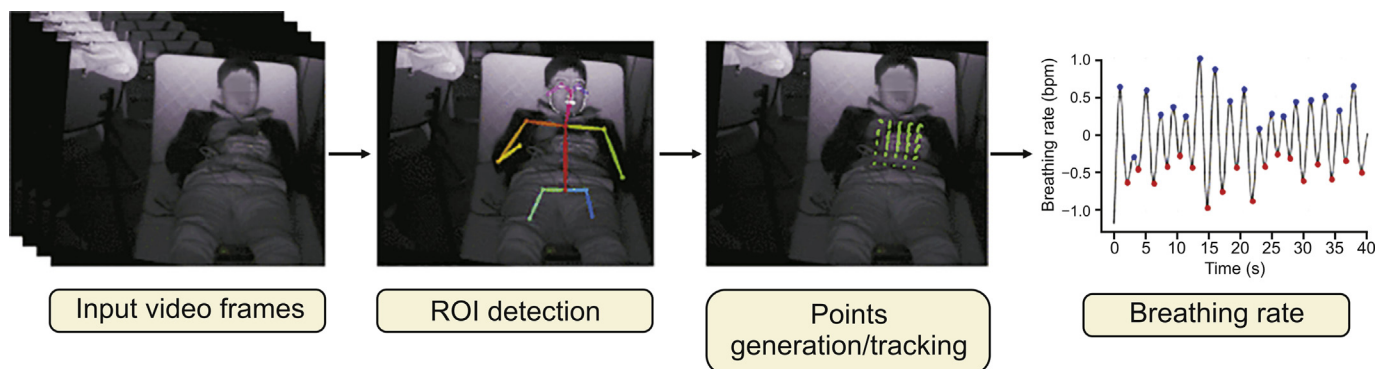 Input video frames
ROI detection
Points
generation/tracking
Breathing rate (bpm)
1.0
0.5
0
−0.5
−1.0
0 5 10 15 20 25 30 35 40
Time (s)
Breathing rate